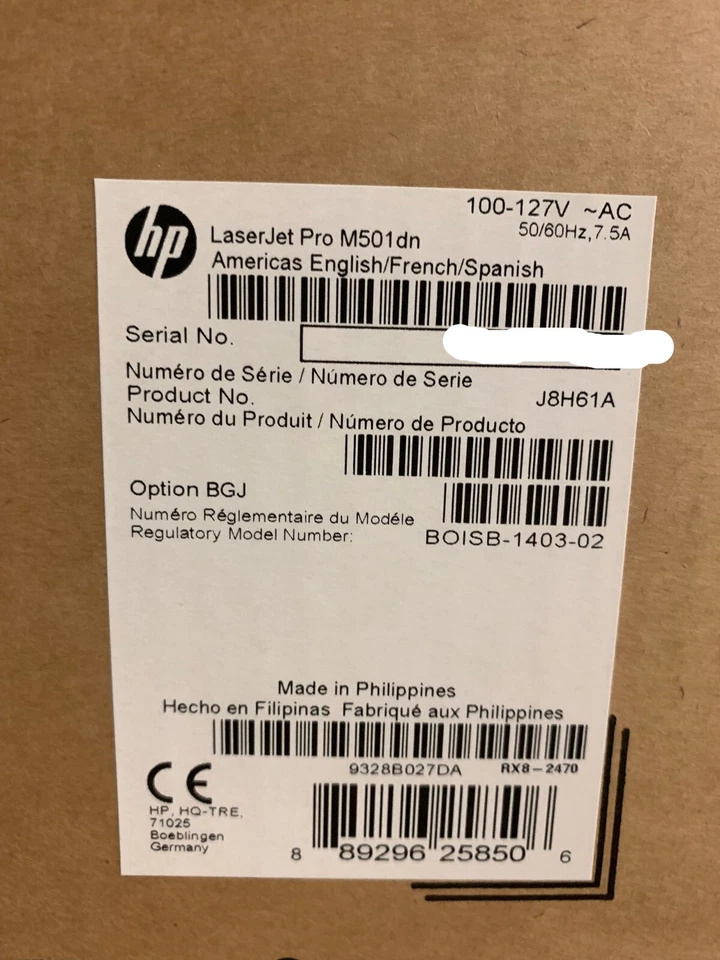 hp
100-127V ~AC
50/60Hz,7.5A
LaserJet Pro M501dn
Americas English/French/Spanish
Serial No.
Numéro de Série / Número de Serie
Product No.
J8H61A
Numéro du Produit / Número de Producto
Option BGJ
Numéro Réglementaire du Modéle
Regulatory Model Number:
BOISB-1403-02
Made in Philippines
Hecho en Filipinas Fabriqué aux Philippines
9328B027DA RX8-2470
CE
HP, HQ-TRE,
71025
Boeblingen
Germany
8 89296 25850 6